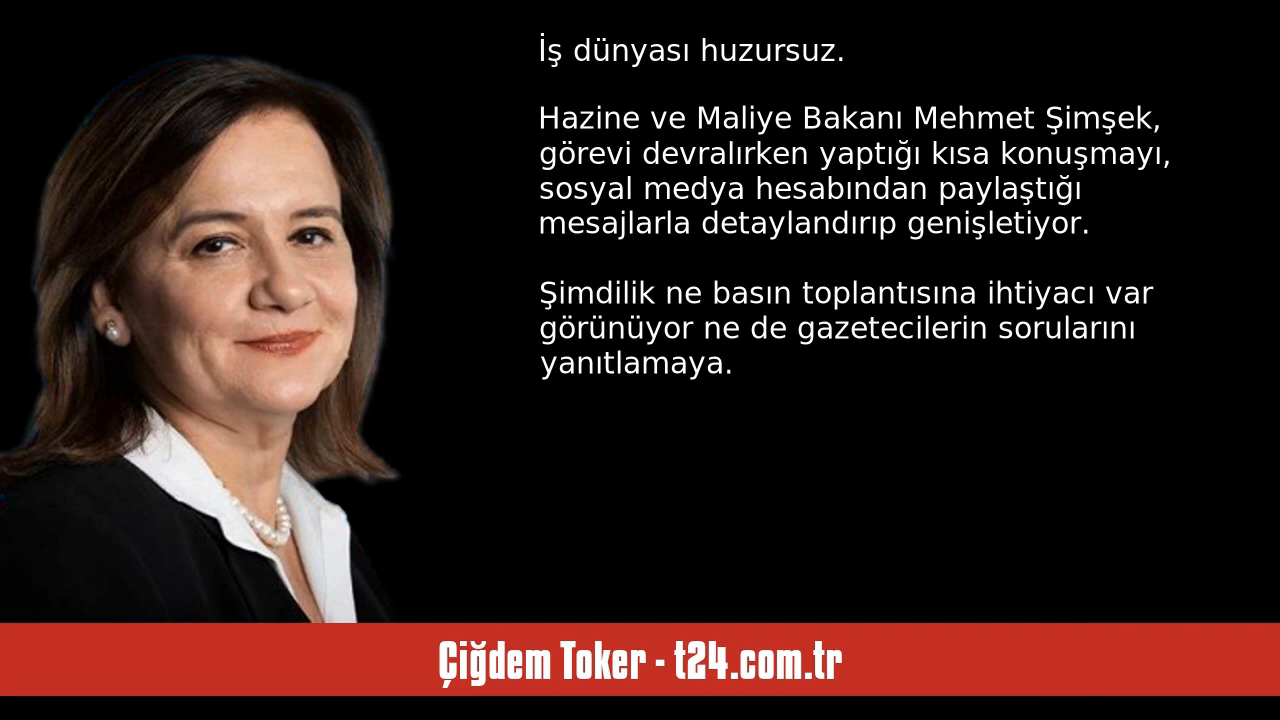 İş dünyası huzursuz.
Hazine ve Maliye Bakanı Mehmet Şimşek,
görevi devralırken yaptığı kısa konuşmayı,
sosyal medya hesabından paylaştığı
mesajlarla detaylandırıp genişletiyor.
Şimdilik ne basın toplantısına ihtiyacı var
görünüyor ne de gazetecilerin sorularını
yanıtlamaya.
Çiğdem Toker - t24.com.tr